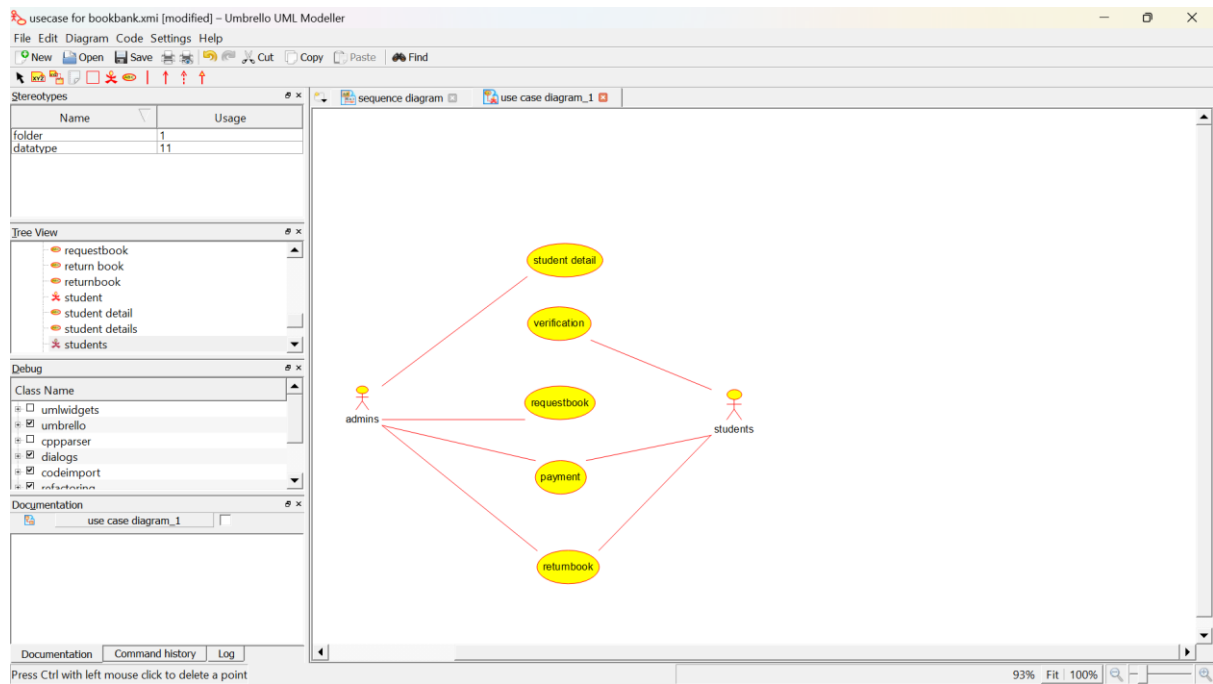 usecase for bookbank.xmi [modified] – Umbrello UML Modeller
File Edit Diagram Code Settings Help
New Open Save Cut Copy Paste Find
XYZ
Stereotypes
Name Usage
folder 1
datatype 11
Tree View
requestbook
return book
returnbook
student
student detail
student details
students
Debug
Class Name
umlwidgets
umbrello
cppparser
dialogs
codeimport
refactoring
Documentation
use case diagram_1
Documentation Command history Log
Press Ctrl with left mouse click to delete a point
sequence diagram use case diagram_1
student detail
verification
requestbook
admins
students
payment
returnbook
93% Fit 100%